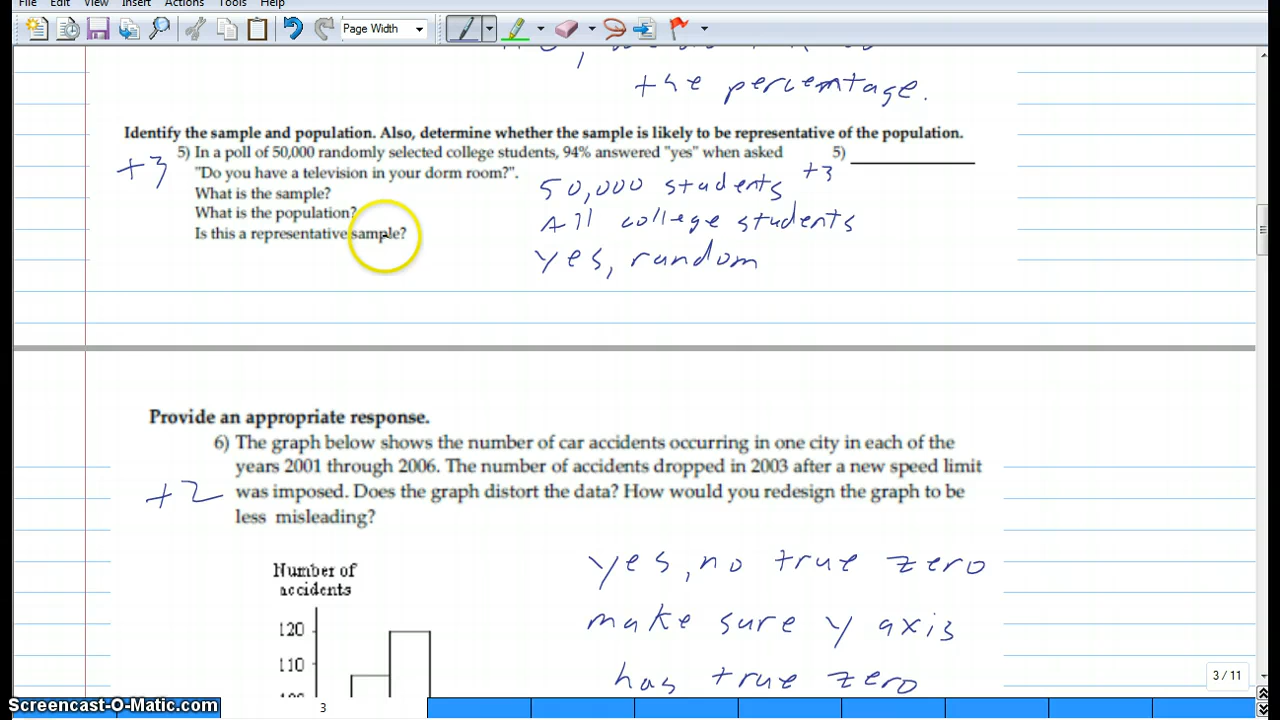 File Edit View Insert Actions Tools Help
Page Width
the percentage.
Identify the sample and population. Also, determine whether the sample is likely to be representative of the population.
+3 5) In a poll of 50,000 randomly selected college students, 94% answered "yes" when asked 5)
"Do you have a television in your dorm room?". +3
What is the sample? 50,000 students
What is the population? All college students
Is this a representative sample? yes, random
Provide an appropriate response.
6) The graph below shows the number of car accidents occurring in one city in each of the
years 2001 through 2006. The number of accidents dropped in 2003 after a new speed limit
+2 was imposed. Does the graph distort the data? How would you redesign the graph to be
less misleading?
yes, no true zero
Number of
accidents
120 make sure y axis
110 has true zero
3/11
Screencast-O-Matic.com 3